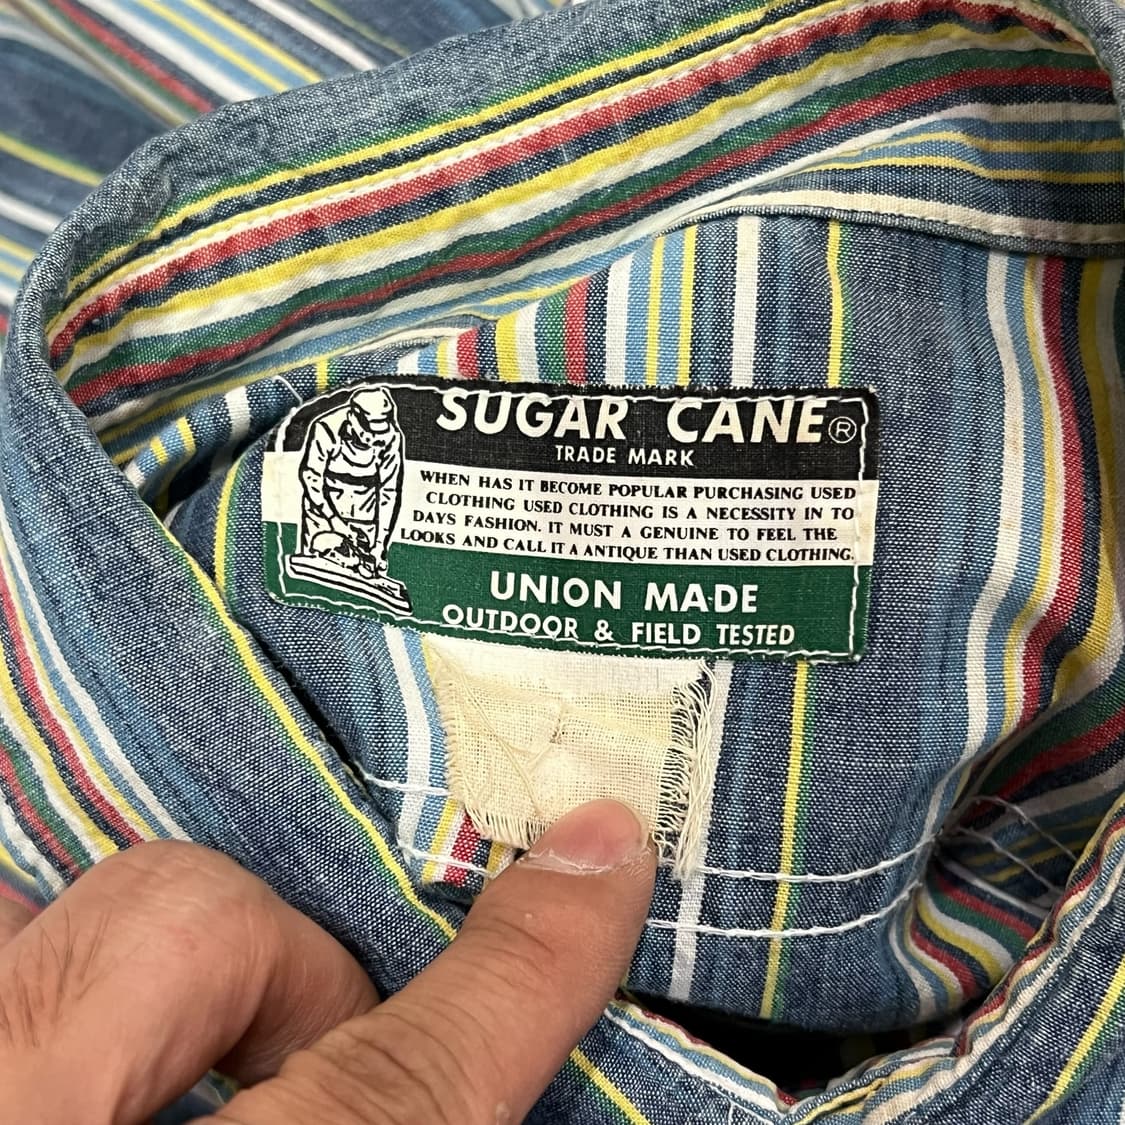 SUGAR CANE®
TRADE MARK
WHEN HAS IT BECOME POPULAR PURCHASING USED
CLOTHING USED CLOTHING IS A NECESSITY IN TO
DAYS FASHION. IT MUST A GENUINE TO FEEL THE
LOOKS AND CALL IT A ANTIQUE THAN USED CLOTHING.
UNION MADE
OUTDOOR & FIELD TESTED